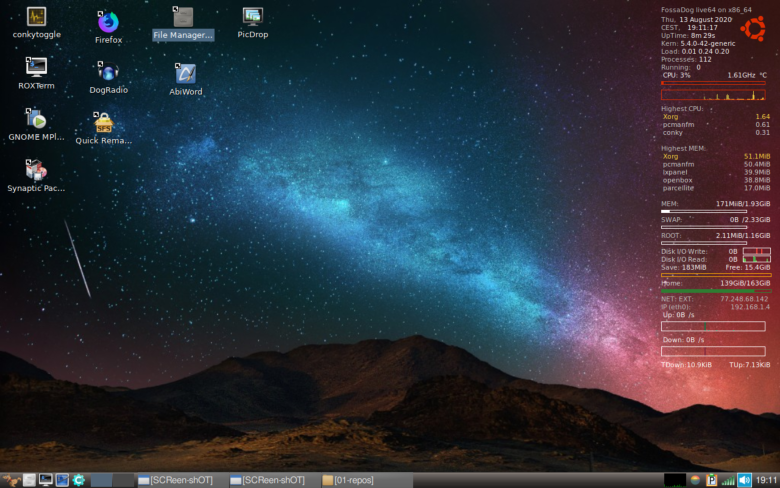 conkytoggle
Firefox
File Manager...
PicDrop
ROXTerm
DogRadio
AbiWord
GNOME MPl...
Quick Rema...
SFS
Synaptic Pac...
FossaDog live64 on x86_64
Thu, 13 August 2020
CEST, 19:11:17
UpTime: 8m 29s
Kern: 5.4.0-42-generic
Load: 0.01 0.24 0.20
Processes: 112
Running: 0
CPU: 3% 1.61GHz °C
Highest CPU:
Xorg 1.64
pcmanfm 0.61
conky 0.31
Highest MEM:
Xorg 51.1MiB
pcmanfm 50.4MiB
lxpanel 39.9MiB
openbox 38.8MiB
parcellite 17.0MiB
MEM: 171MiB/1.93GiB
SWAP: 0B /2.33GiB
ROOT: 2.11MiB/1.16GiB
Disk I/O Write: 0B
Disk I/O Read: 0B
Save: 183MiB Free: 15.4GiB
Home: 139GiB/163GiB
NET: EXT: 77.248.68.142
IP (eth0): 192.168.1.4
Up: 0B /s
Down: 0B /s
TDown: 10.9KiB TUp: 7.13KiB
[SCReen-shOT]
[SCReen-shOT]
[01-repos]
P
19:11